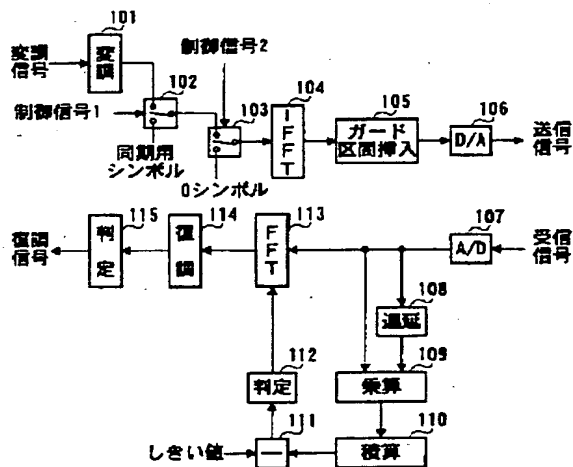 変調
信号
101
変調
102
制御信号1
同期用
シンボル
制御信号2
103
0シンボル
104
IFFT
105
ガード
区間挿入
106
D/A
送信
信号
復調
信号
115
判定
114
復調
113
FFT
107
A/D
受信
信号
108
遅延
109
乗算
110
積算
112
判定
111
しきい値